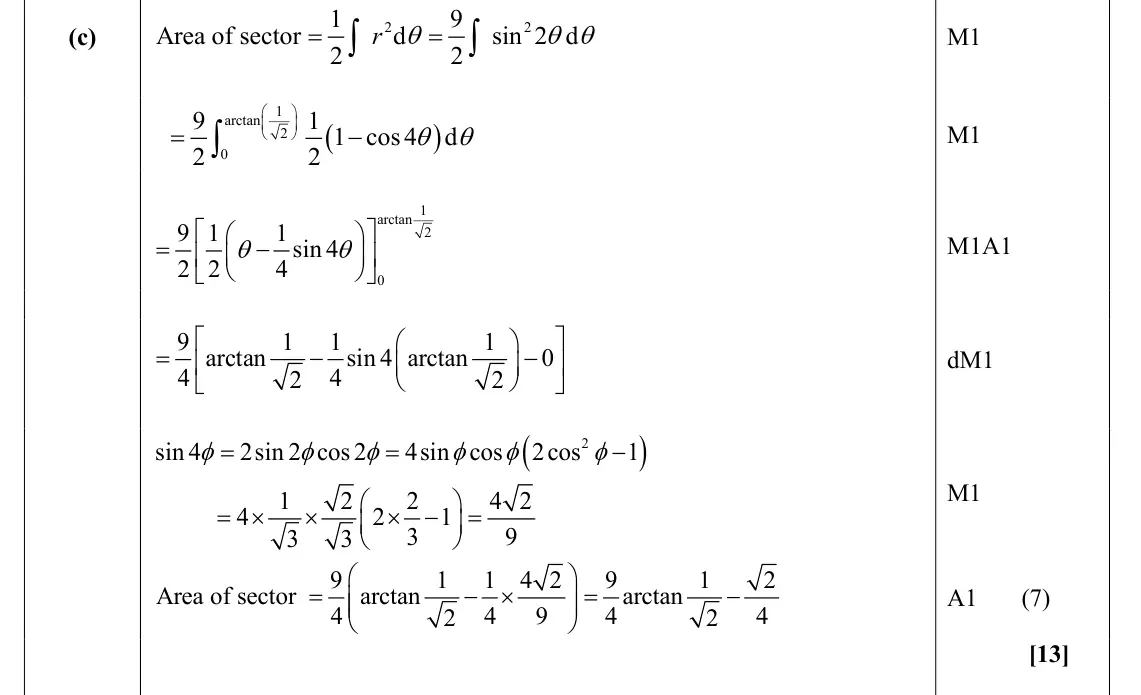 (c) Area of sector = 1/2 ∫ r² dθ = 9/2 ∫ sin² 2θ dθ M1
= 9/2 ∫₀^(arctan(1/√2)) 1/2 (1 − cos 4θ) dθ M1
= 9/2 [1/2 (θ − 1/4 sin 4θ)]₀^(arctan 1/√2) M1A1
= 9/4 [arctan 1/√2 − 1/4 sin 4(arctan 1/√2) − 0] dM1
sin 4ϕ = 2 sin 2ϕ cos 2ϕ = 4 sin ϕ cos ϕ (2 cos² ϕ − 1)
= 4 × 1/√3 × √2/√3 (2 × 2/3 − 1) = 4√2/9 M1
Area of sector = 9/4 (arctan 1/√2 − 1/4 × 4√2/9) = 9/4 arctan 1/√2 − √2/4 A1 (7)
[13]